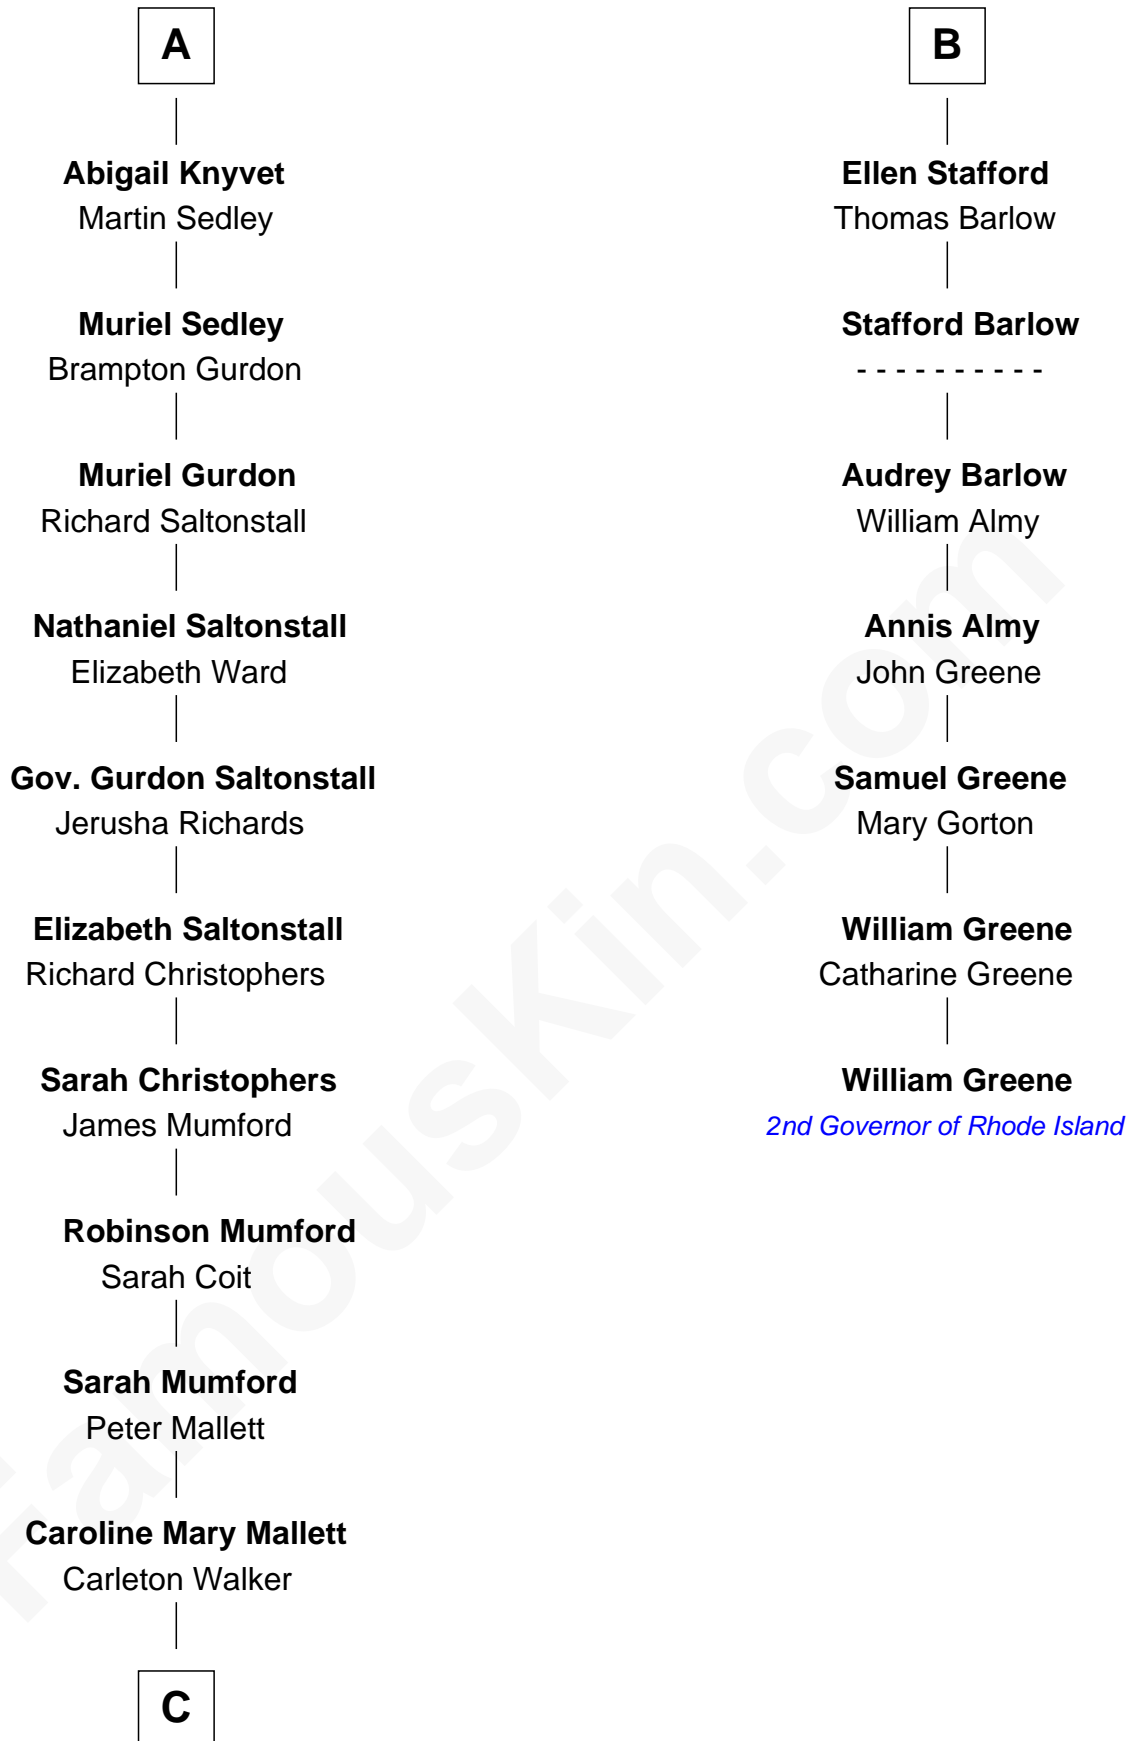 A
Abigail Knyvet
Martin Sedley
Muriel Sedley
Brampton Gurdon
Muriel Gurdon
Richard Saltonstall
Nathaniel Saltonstall
Elizabeth Ward
Gov. Gurdon Saltonstall
Jerusha Richards
Elizabeth Saltonstall
Richard Christophers
Sarah Christophers
James Mumford
Robinson Mumford
Sarah Coit
Sarah Mumford
Peter Mallett
Caroline Mary Mallett
Carleton Walker
C
B
Ellen Stafford
Thomas Barlow
Stafford Barlow
- - - - - - - - - -
Audrey Barlow
William Almy
Annis Almy
John Greene
Samuel Greene
Mary Gorton
William Greene
Catharine Greene
William Greene
2nd Governor of Rhode Island
FamousKin.com